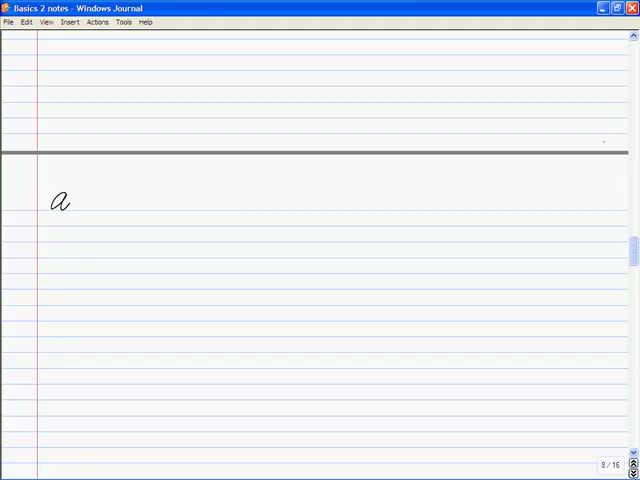 Basics 2 notes - Windows Journal
File Edit View Insert Actions Tools Help
a
8 / 16